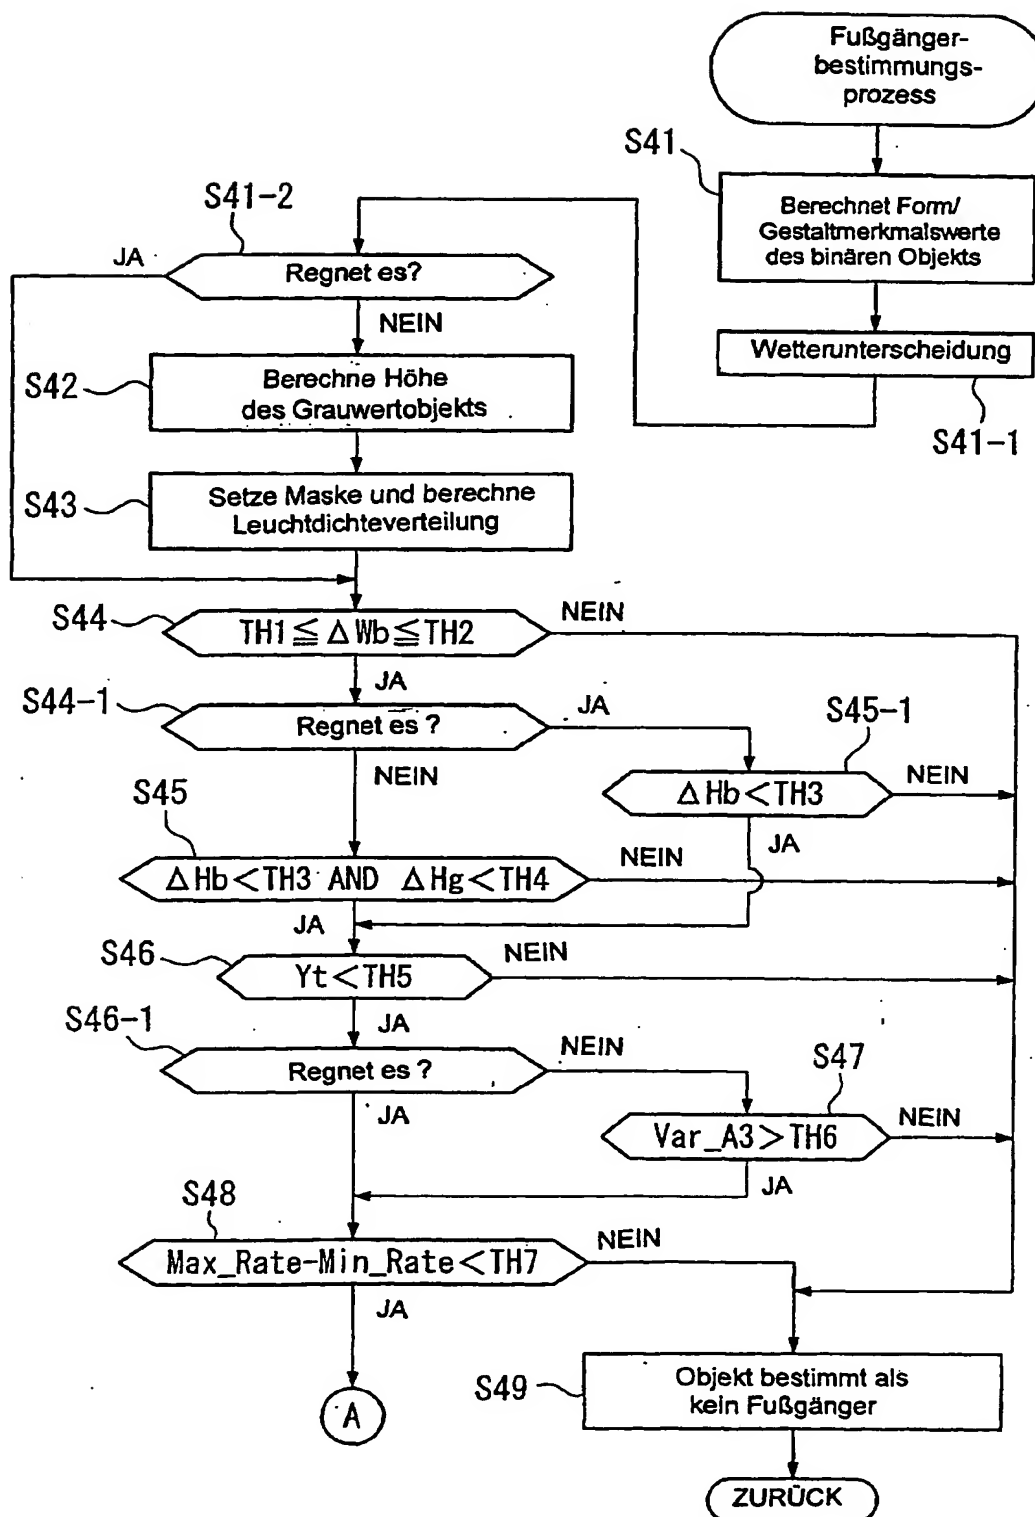 Fußgänger-
bestimmungs-
prozess
S41
Berechnet Form/
Gestaltmerkmalswerte
des binären Objekts
Wetterunterscheidung
S41-1
S41-2
JA
Regnet es?
NEIN
S42
Berechne Höhe
des Grauwertobjekts
S43
Setze Maske und berechne
Leuchtdichteverteilung
S44
TH1≦ΔWb≦TH2
NEIN
JA
S44-1
Regnet es ?
JA
NEIN
S45-1
ΔHb<TH3
NEIN
JA
S45
ΔHb<TH3 AND ΔHg<TH4
NEIN
JA
S46
Yt<TH5
NEIN
JA
S46-1
Regnet es ?
NEIN
JA
S47
Var_A3>TH6
NEIN
JA
S48
Max_Rate-Min_Rate<TH7
NEIN
JA
A
S49
Objekt bestimmt als
kein Fußgänger
ZURÜCK